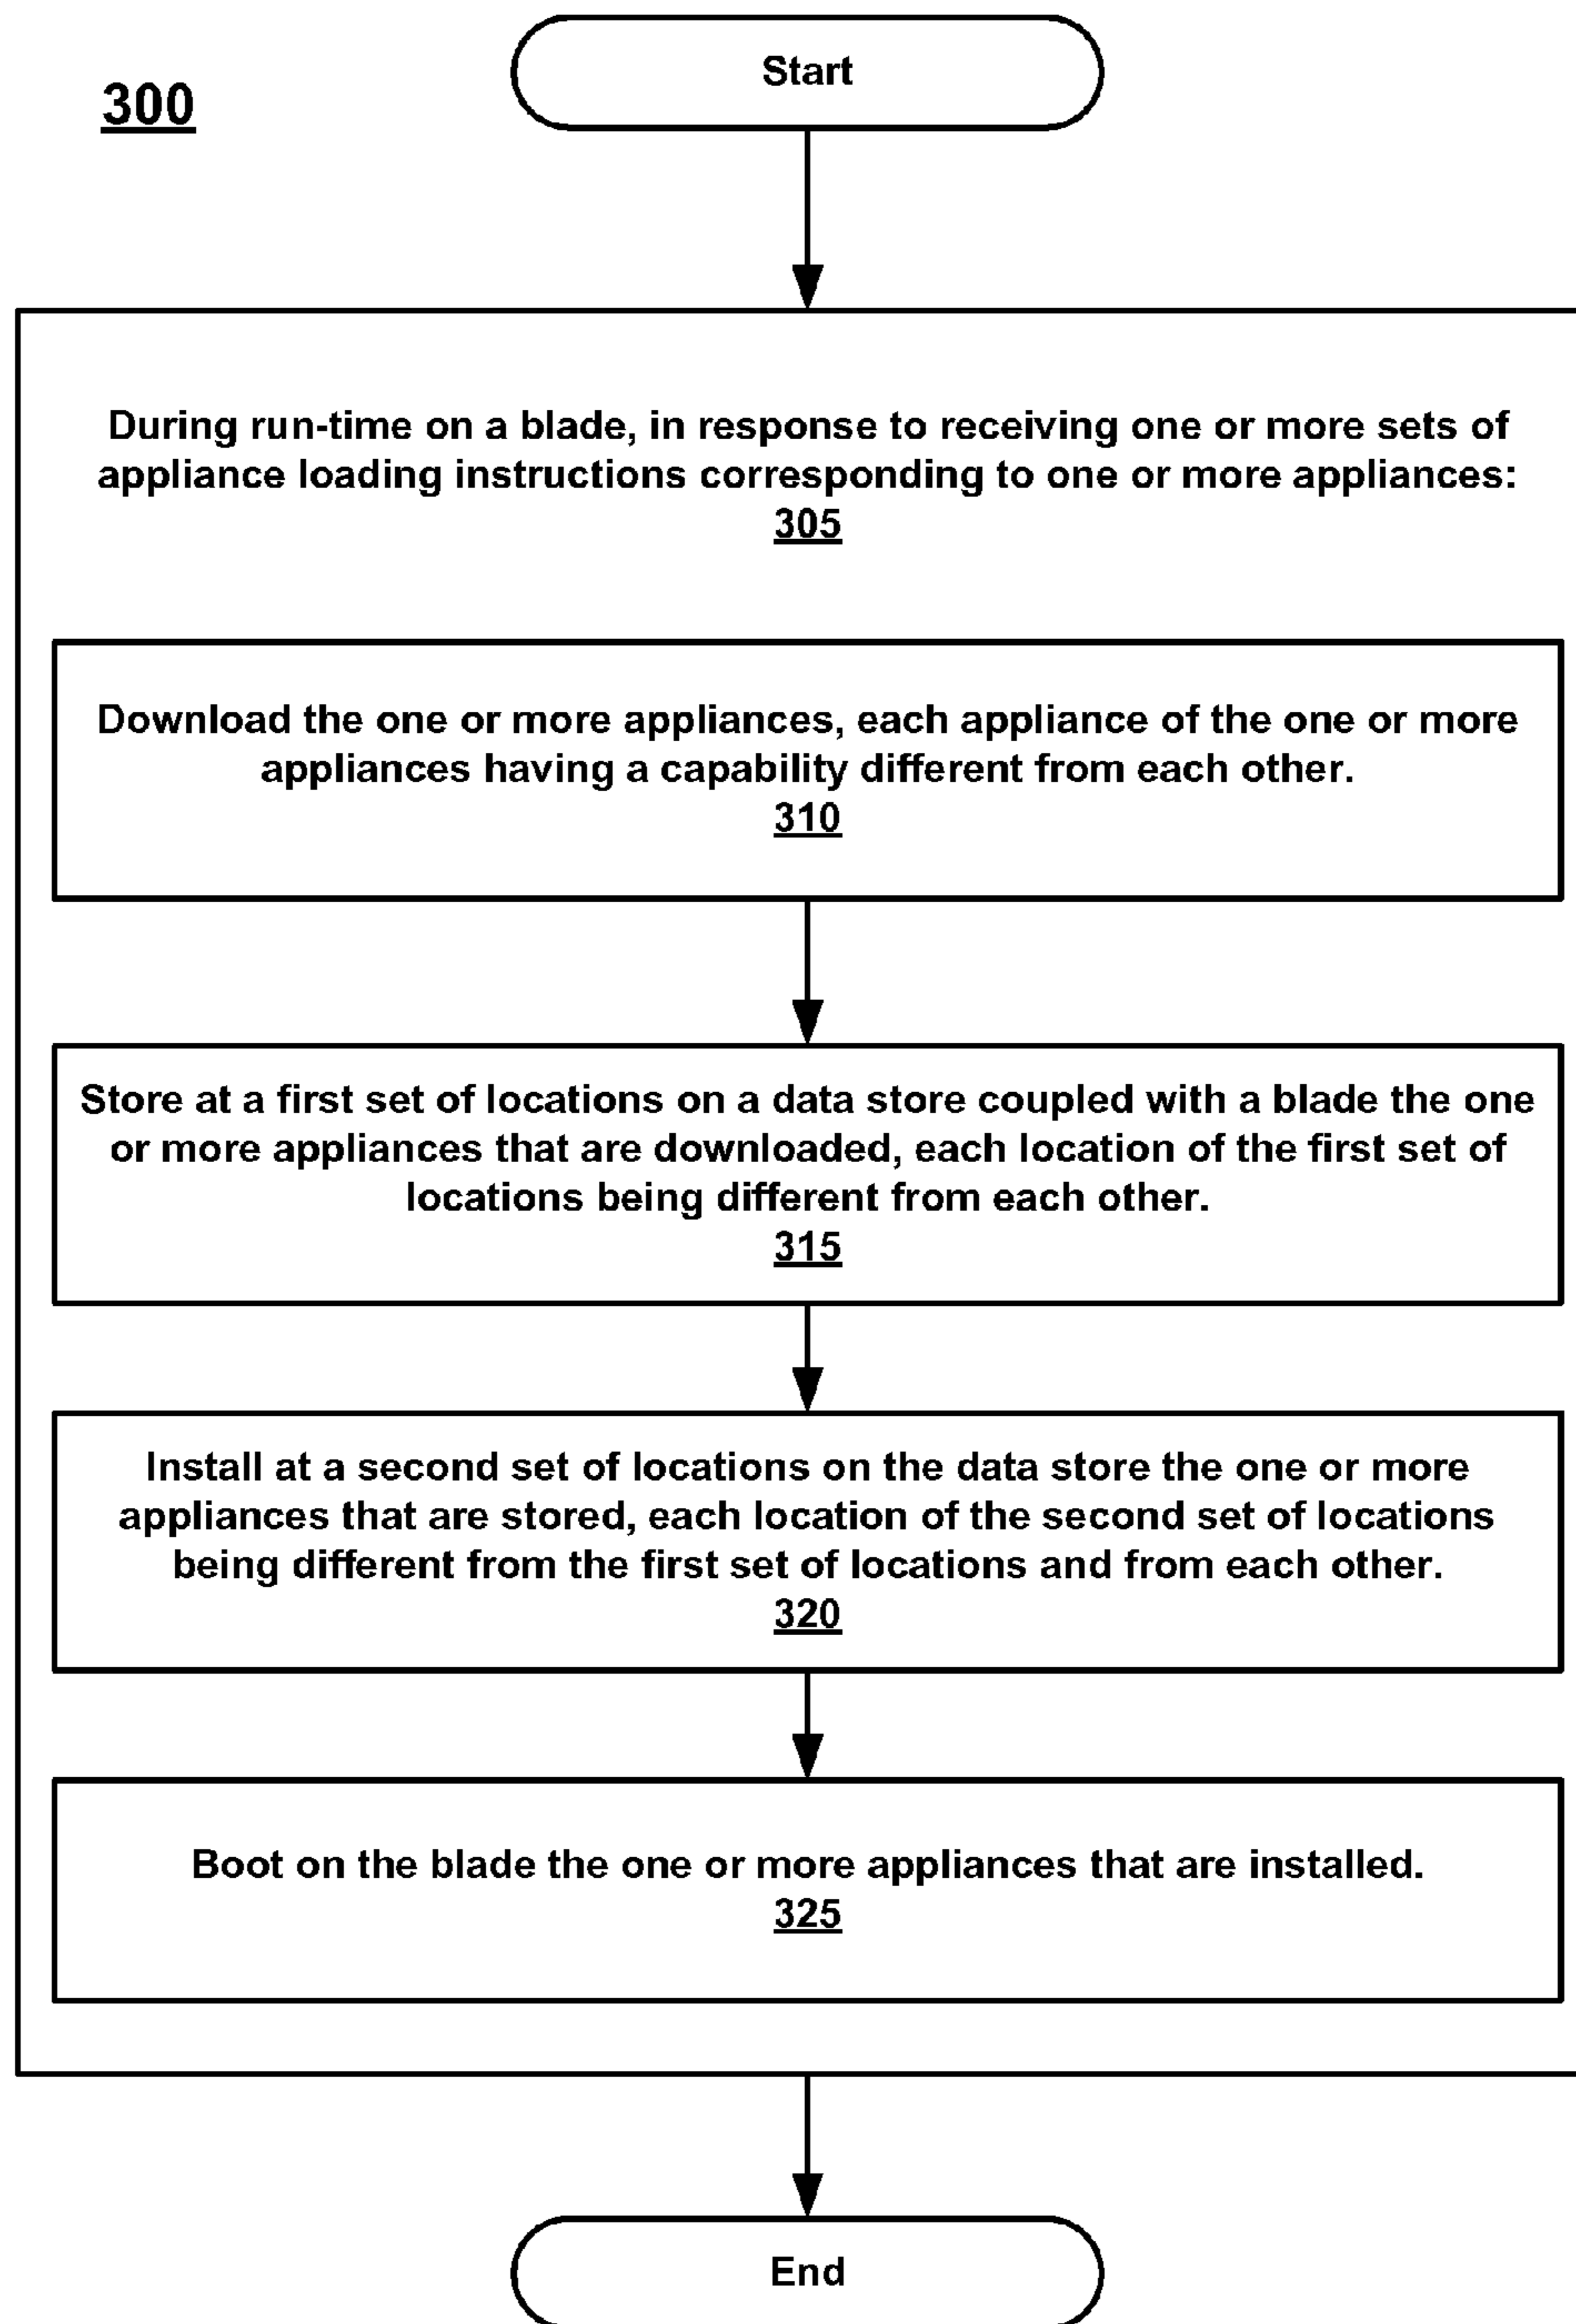 Start
300
During run-time on a blade, in response to receiving one or more sets of
appliance loading instructions corresponding to one or more appliances:
305
Download the one or more appliances, each appliance of the one or more
appliances having a capability different from each other.
310
Store at a first set of locations on a data store coupled with a blade the one
or more appliances that are downloaded, each location of the first set of
locations being different from each other.
315
Install at a second set of locations on the data store the one or more
appliances that are stored, each location of the second set of locations
being different from the first set of locations and from each other.
320
Boot on the blade the one or more appliances that are installed.
325
End